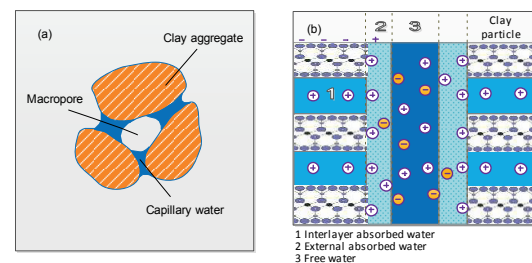 (a)
Clay aggregate
Macropore
Capillary water
(b)
2 3
Clay
particle
- - - +
1
1 Interlayer absorbed water
2 External absorbed water
3 Free water